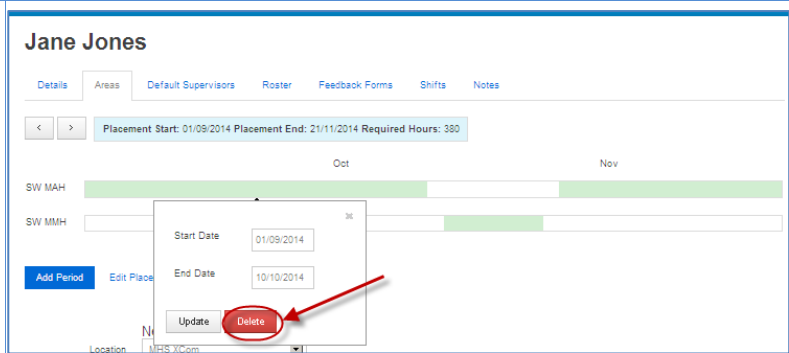 Jane Jones
Details Areas Default Supervisors Roster Feedback Forms Shifts Notes
< > Placement Start: 01/09/2014 Placement End: 21/11/2014 Required Hours: 380
Oct Nov
SW MAH
SW MMH
Start Date 01/09/2014
End Date 10/10/2014
Add Period Edit Place
Update Delete
Location MHS XCom